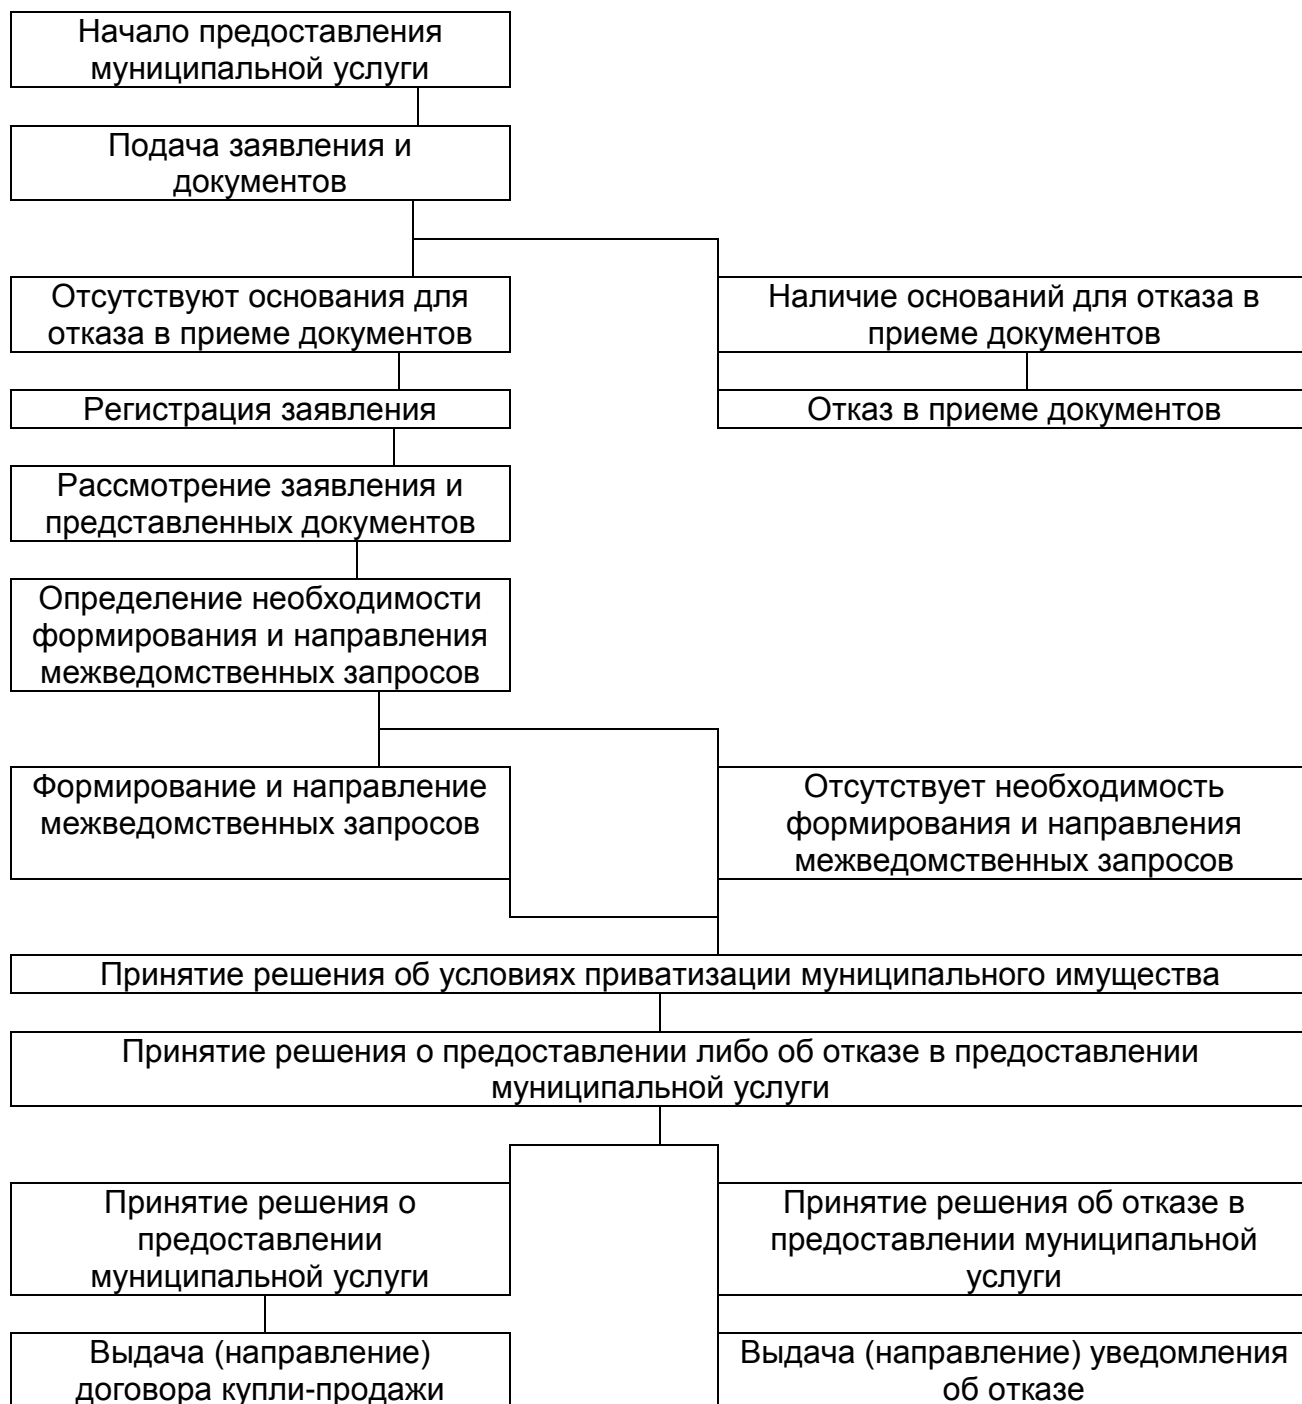 Начало предоставления
муниципальной услуги
Подача заявления и
документов
Отсутствуют основания для
отказа в приеме документов
Наличие оснований для отказа в
приеме документов
Регистрация заявления
Отказ в приеме документов
Рассмотрение заявления и
представленных документов
Определение необходимости
формирования и направления
межведомственных запросов
Формирование и направление
межведомственных запросов
Отсутствует необходимость
формирования и направления
межведомственных запросов
Принятие решения об условиях приватизации муниципального имущества
Принятие решения о предоставлении либо об отказе в предоставлении
муниципальной услуги
Принятие решения о
предоставлении
муниципальной услуги
Принятие решения об отказе в
предоставлении муниципальной
услуги
Выдача (направление)
договора купли-продажи
Выдача (направление) уведомления
об отказе